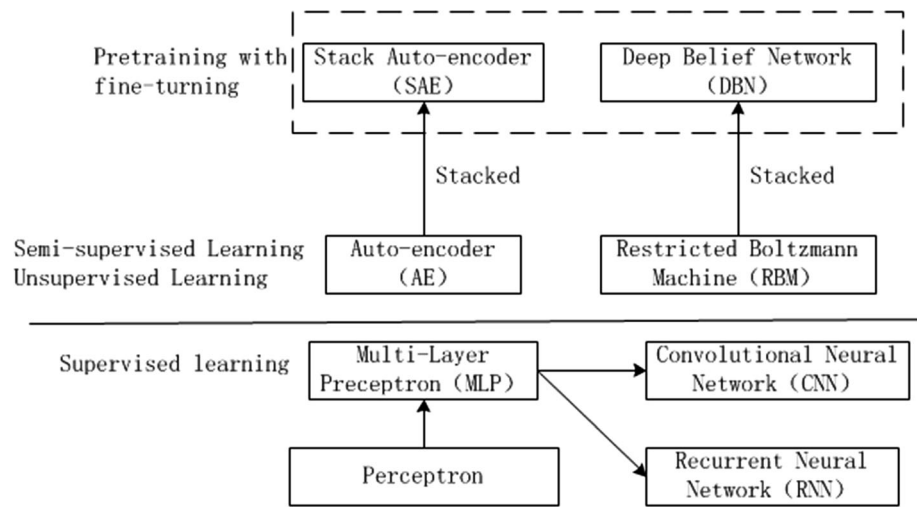 Pretraining with
fine-turning
Stack Auto-encoder
(SAE)
Deep Belief Network
(DBN)
Stacked
Stacked
Semi-supervised Learning
Unsupervised Learning
Auto-encoder
(AE)
Restricted Boltzmann
Machine (RBM)
Supervised learning
Multi-Layer
Preceptron (MLP)
Convolutional Neural
Network (CNN)
Perceptron
Recurrent Neural
Network (RNN)